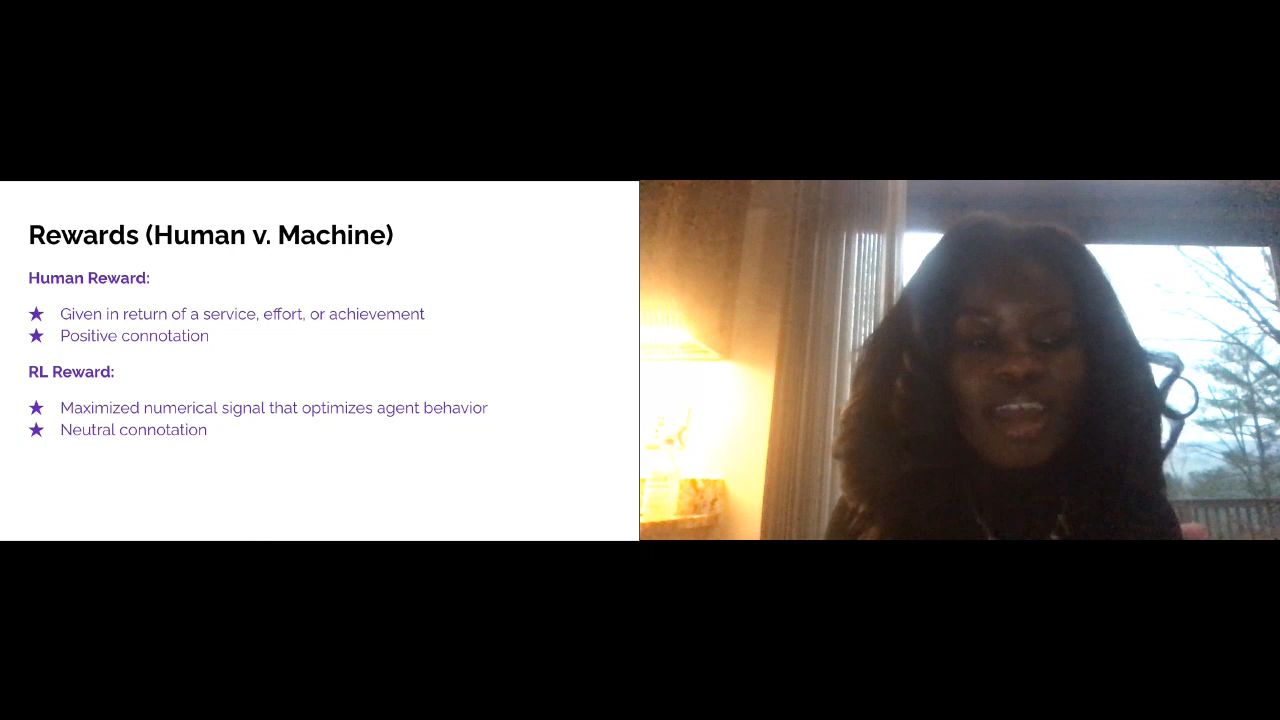 Rewards (Human v. Machine)
Human Reward:
★ Given in return of a service, effort, or achievement
★ Positive connotation
RL Reward:
★ Maximized numerical signal that optimizes agent behavior
★ Neutral connotation